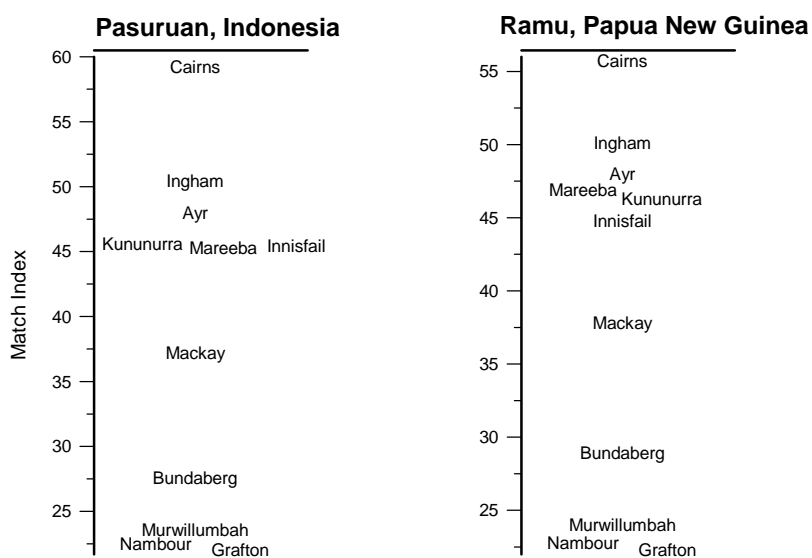 Pasuruan, Indonesia
Match Index
60
55
50
45
40
35
30
25
Cairns
Ingham
Ayr
Kununurra Mareeba Innisfail
Mackay
Bundaberg
Murwillumbah
Nambour Grafton
Ramu, Papua New Guinea
55
50
45
40
35
30
25
Cairns
Ingham
Ayr
Mareeba Kununurra
Innisfail
Mackay
Bundaberg
Murwillumbah
Nambour Grafton